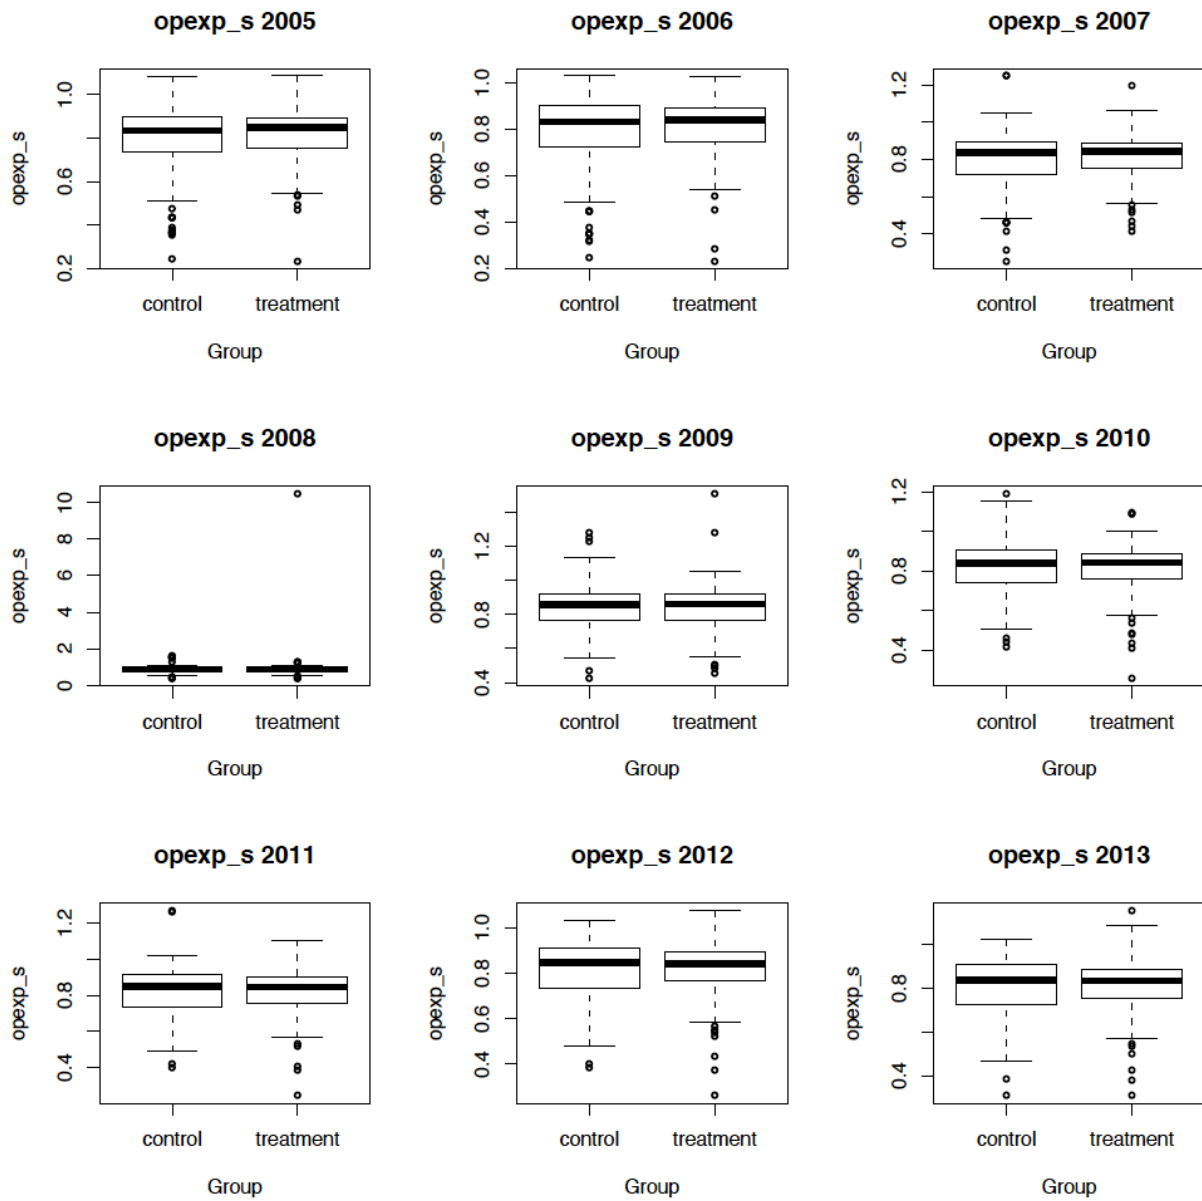 opexp_s 2005
opexp_s
0.2 0.6 1.0
control treatment
Group
opexp_s 2006
opexp_s
0.2 0.4 0.6 0.8 1.0
control treatment
Group
opexp_s 2007
opexp_s
0.4 0.8 1.2
control treatment
Group
opexp_s 2008
opexp_s
0 2 4 6 8 10
control treatment
Group
opexp_s 2009
opexp_s
0.4 0.8 1.2
control treatment
Group
opexp_s 2010
opexp_s
0.4 0.8 1.2
control treatment
Group
opexp_s 2011
opexp_s
0.4 0.8 1.2
control treatment
Group
opexp_s 2012
opexp_s
0.4 0.6 0.8 1.0
control treatment
Group
opexp_s 2013
opexp_s
0.4 0.8
control treatment
Group